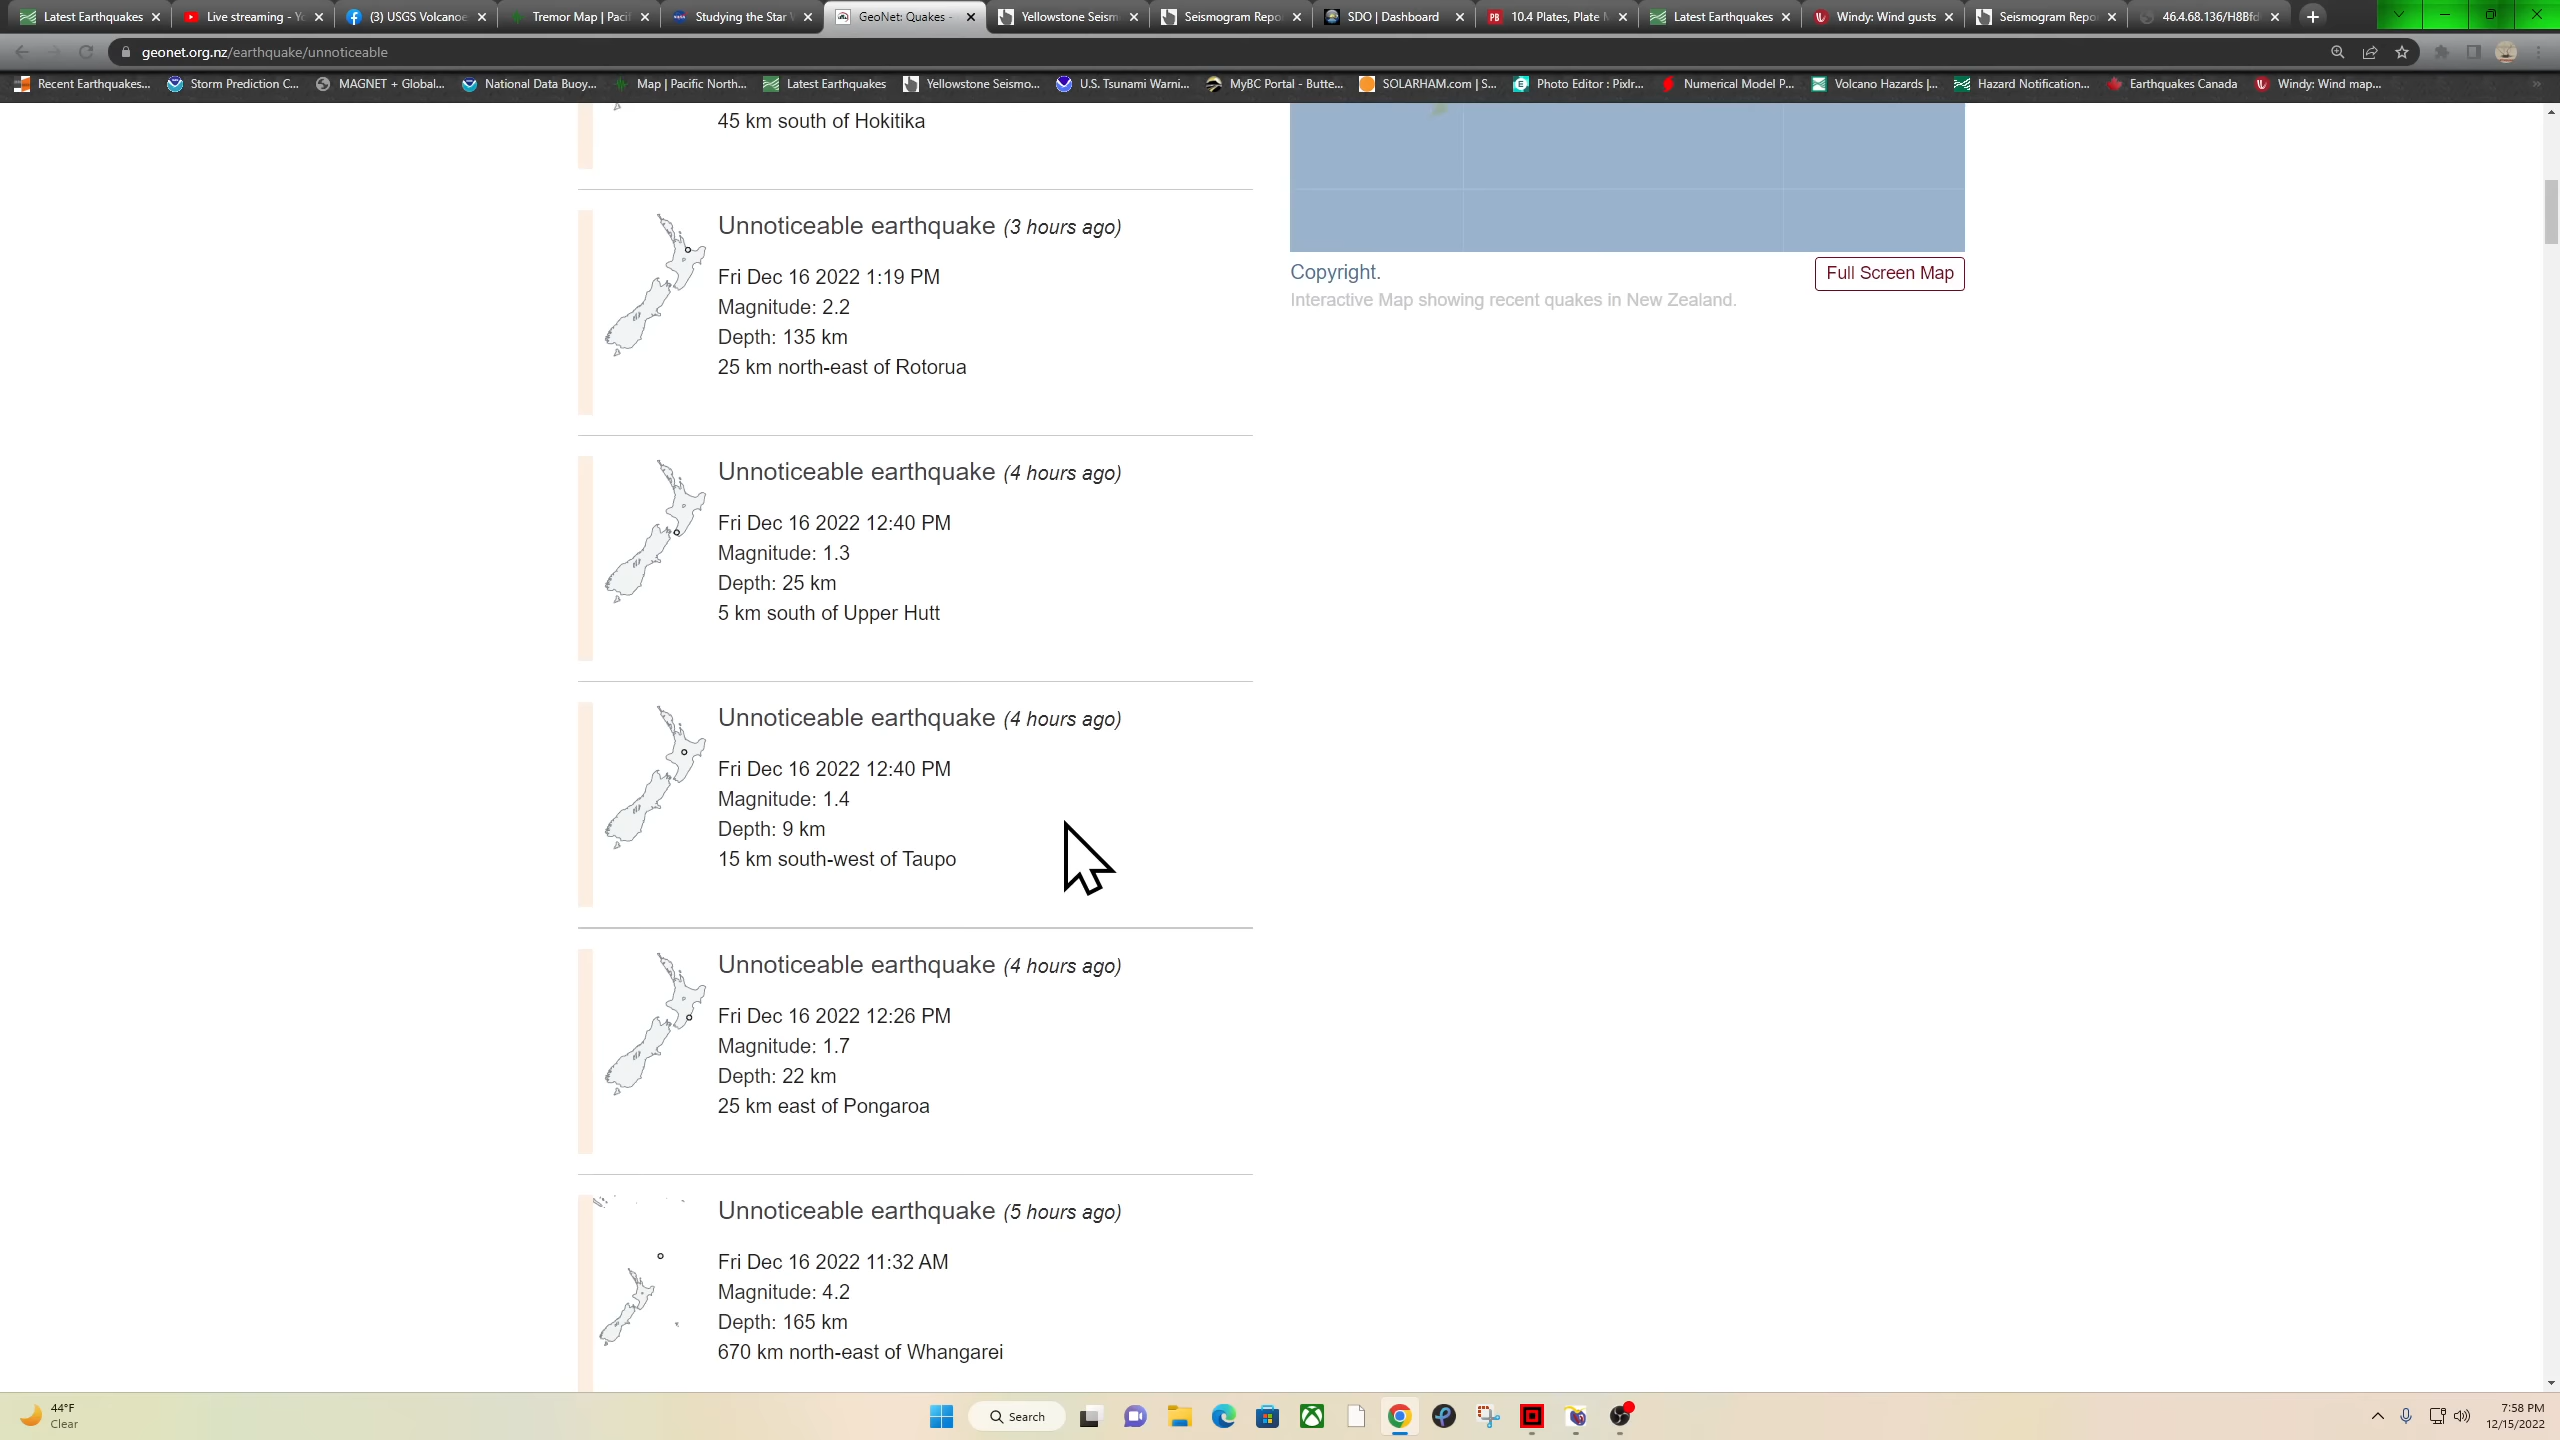 Latest Earthquakes
Live streaming - Yo
(3) USGS Volcanoe
Tremor Map | Pacif
Studying the Star
GeoNet: Quakes -
Yellowstone Seism
Seismogram Repo
SDO | Dashboard
10.4 Plates, Plate
Latest Earthquakes
Windy: Wind gusts
Seismogram Repo
46.4.68.136/H8Bfd
geonet.org.nz/earthquake/unnoticeable
Recent Earthquakes...
Storm Prediction C...
MAGNET + Global...
National Data Buoy...
Map | Pacific North...
Latest Earthquakes
Yellowstone Seismo...
U.S. Tsunami Warni...
MyBC Portal - Butte...
SOLARHAM.com | S...
Photo Editor : Pixlr...
Numerical Model P...
Volcano Hazards |...
Hazard Notification...
Earthquakes Canada
Windy: Wind map...
45 km south of Hokitika
Unnoticeable earthquake (3 hours ago)
Fri Dec 16 2022 1:19 PM
Magnitude: 2.2
Depth: 135 km
25 km north-east of Rotorua
Unnoticeable earthquake (4 hours ago)
Fri Dec 16 2022 12:40 PM
Magnitude: 1.3
Depth: 25 km
5 km south of Upper Hutt
Unnoticeable earthquake (4 hours ago)
Fri Dec 16 2022 12:40 PM
Magnitude: 1.4
Depth: 9 km
15 km south-west of Taupo
Unnoticeable earthquake (4 hours ago)
Fri Dec 16 2022 12:26 PM
Magnitude: 1.7
Depth: 22 km
25 km east of Pongaroa
Unnoticeable earthquake (5 hours ago)
Fri Dec 16 2022 11:32 AM
Magnitude: 4.2
Depth: 165 km
670 km north-east of Whangarei
Copyright.
Full Screen Map
Interactive Map showing recent quakes in New Zealand.
44°F
Clear
Search
7:58 PM
12/15/2022